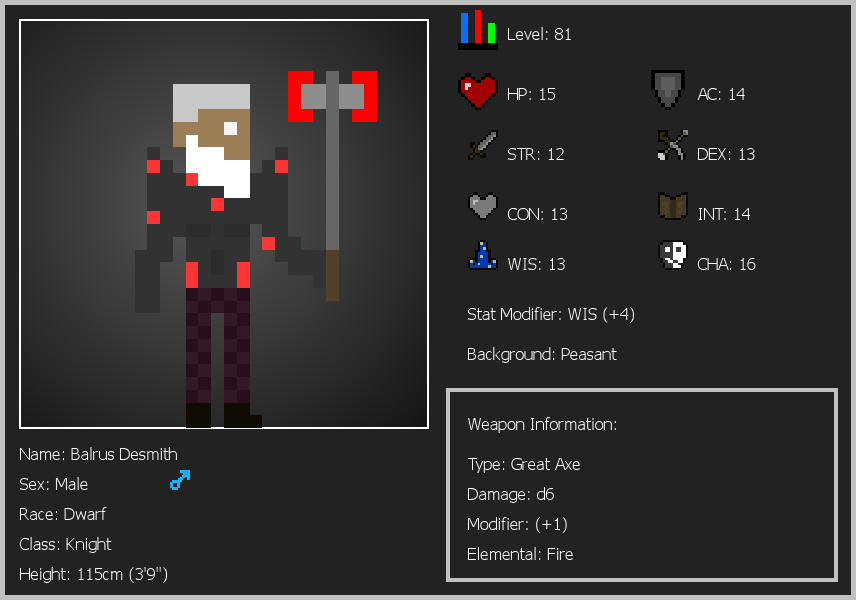 Level: 81
HP: 15
AC: 14
STR: 12
DEX: 13
CON: 13
INT: 14
WIS: 13
CHA: 16
Stat Modifier: WIS (+4)
Background: Peasant
Weapon Information:
Type: Great Axe
Damage: d6
Modifier: (+1)
Elemental: Fire
Name: Balrus Desmith
Sex: Male
Race: Dwarf
Class: Knight
Height: 115cm (3'9")